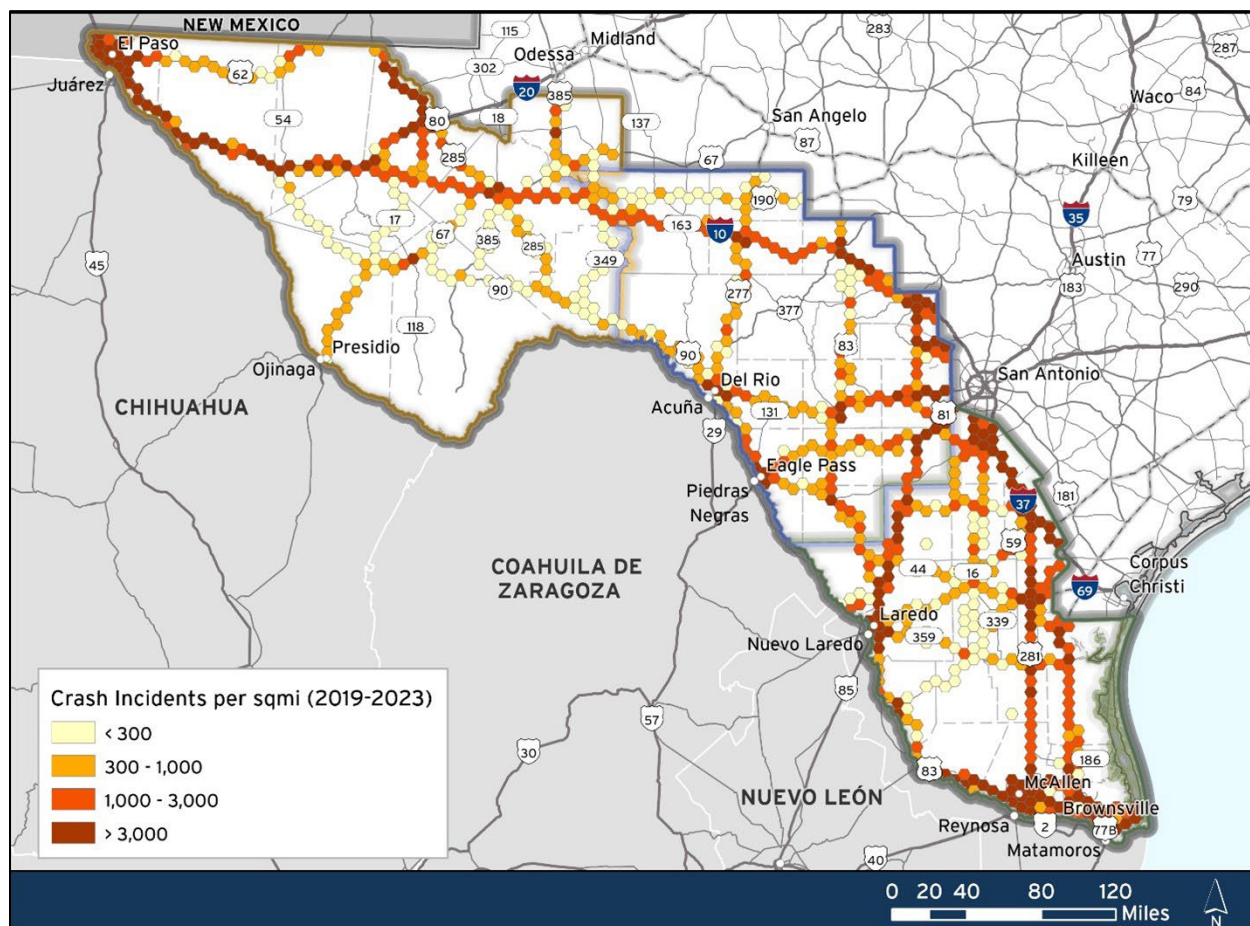 NEW MEXICO
El Paso
Juárez
62
54
115
302
Odessa
Midland
20
385
80
18
137
285
283
287
Waco
84
San Angelo
87
67
Killeen
35
79
190
17
67
385
285
163
10
Austin
77
183
290
45
349
90
118
277
377
83
Presidio
Ojinaga
90
Del Rio
Acuña
131
San Antonio
81
CHIHUAHUA
29
Eagle Pass
Piedras
Negras
37
181
59
COAHUILA DE
ZARAGOZA
44
16
Corpus
Christi
69
Laredo
Nuevo Laredo
359
339
281
85
57
30
83
186
McAllen
Brownsville
NUEVO LEÓN
Reynosa
2
77B
Matamoros
40
Crash Incidents per sqmi (2019-2023)
< 300
300 - 1,000
1,000 - 3,000
> 3,000
0 20 40 80 120
Miles
N